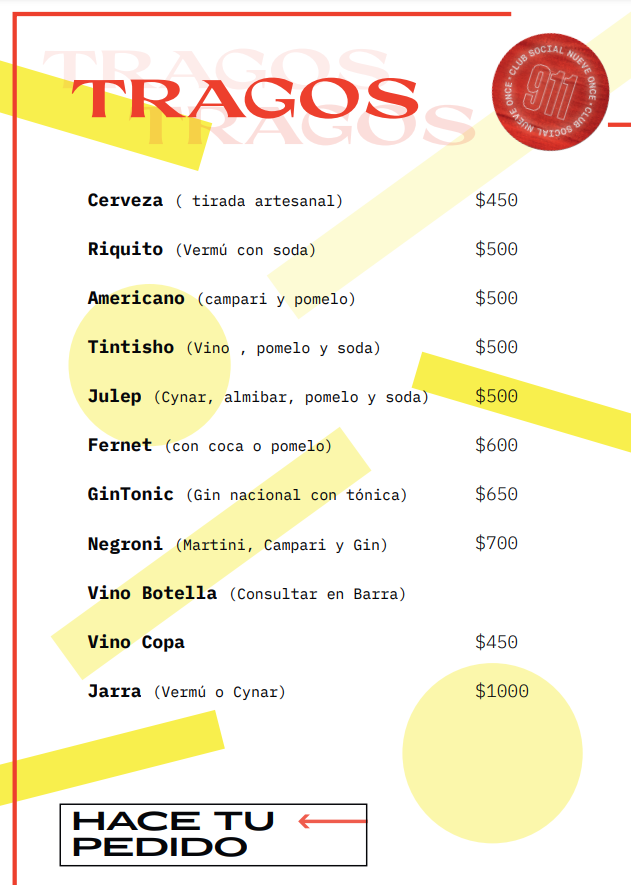 TRAGOS
TRAGOS
TRAGOS
CLUB SOCIAL NUEVE ONCE · CLUB SOCIAL NUEVE ONCE ·
911
Cerveza ( tirada artesanal) $450
Riquito (Vermú con soda) $500
Americano (campari y pomelo) $500
Tintisho (Vino , pomelo y soda) $500
Julep (Cynar, almibar, pomelo y soda) $500
Fernet (con coca o pomelo) $600
GinTonic (Gin nacional con tónica) $650
Negroni (Martini, Campari y Gin) $700
Vino Botella (Consultar en Barra)
Vino Copa $450
Jarra (Vermú o Cynar) $1000
HACE TU
PEDIDO